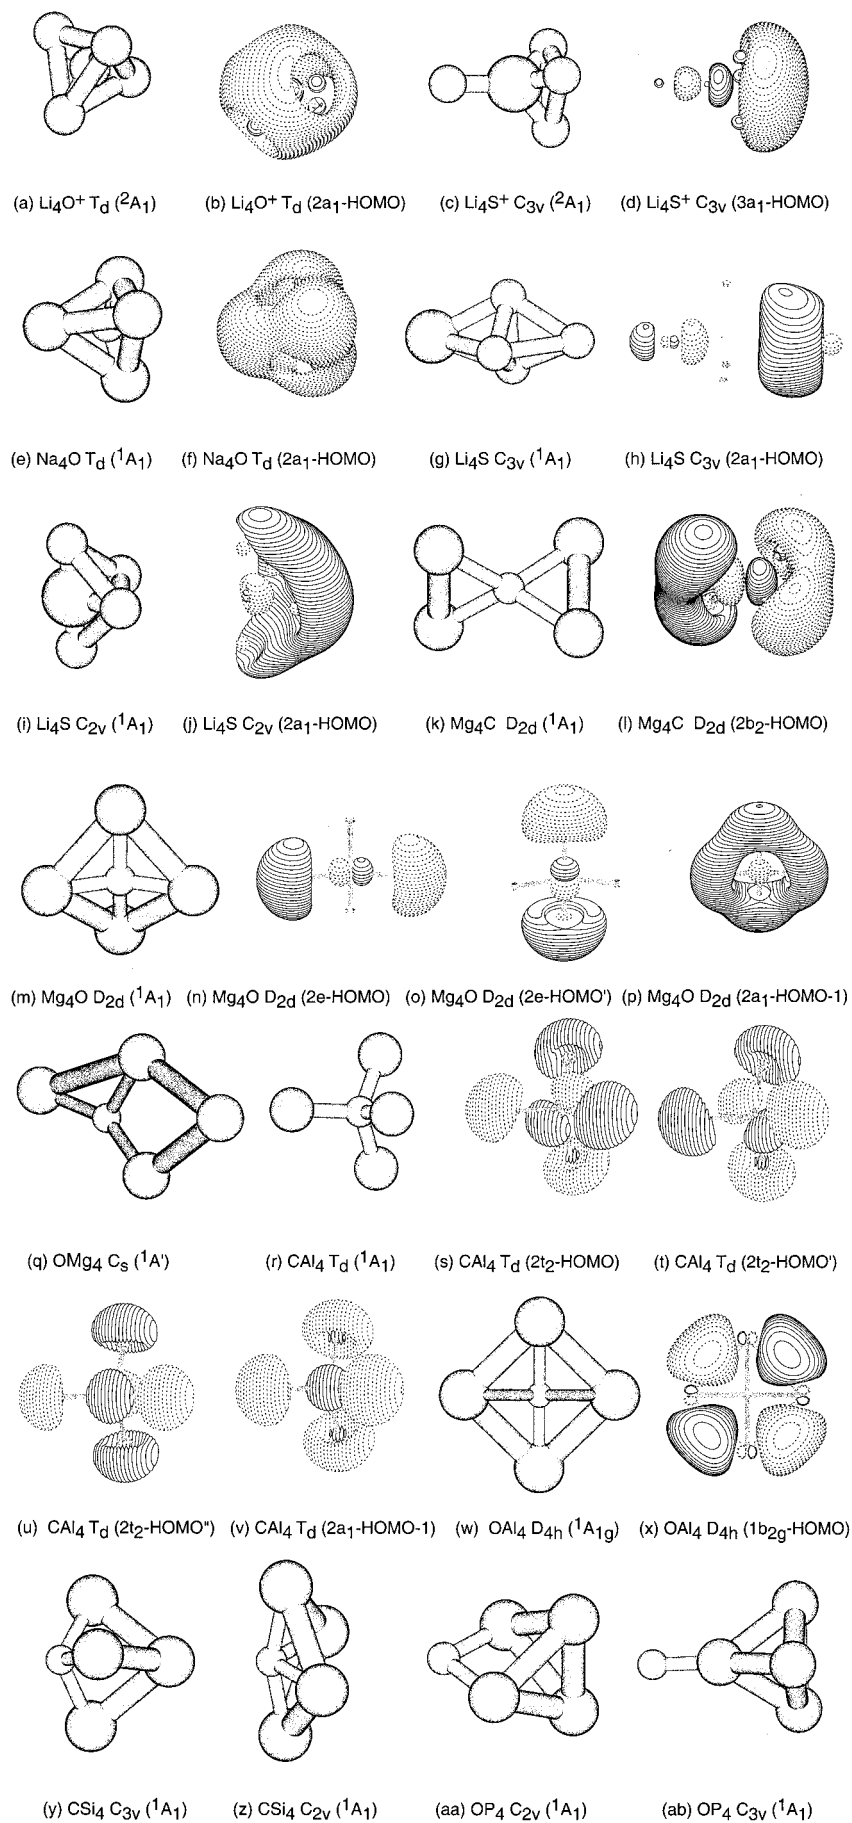 (a) Li4O+ Td (2A1) (b) Li4O+ Td (2a1-HOMO) (c) Li4S+ C3v (2A1) (d) Li4S+ C3v (3a1-HOMO)
(e) Na4O Td (1A1) (f) Na4O Td (2a1-HOMO) (g) Li4S C3v (1A1) (h) Li4S C3v (2a1-HOMO)
(i) Li4S C2v (1A1) (j) Li4S C2v (2a1-HOMO) (k) Mg4C D2d (1A1) (l) Mg4C D2d (2b2-HOMO)
(m) Mg4O D2d (1A1) (n) Mg4O D2d (2e-HOMO) (o) Mg4O D2d (2e-HOMO') (p) Mg4O D2d (2a1-HOMO-1)
(q) OMg4 Cs (1A') (r) CAl4 Td (1A1) (s) CAl4 Td (2t2-HOMO) (t) CAl4 Td (2t2-HOMO')
(u) CAl4 Td (2t2-HOMO") (v) CAl4 Td (2a1-HOMO-1) (w) OAl4 D4h (1A1g) (x) OAl4 D4h (1b2g-HOMO)
(y) CSi4 C3v (1A1) (z) CSi4 C2v (1A1) (aa) OP4 C2v (1A1) (ab) OP4 C3v (1A1)